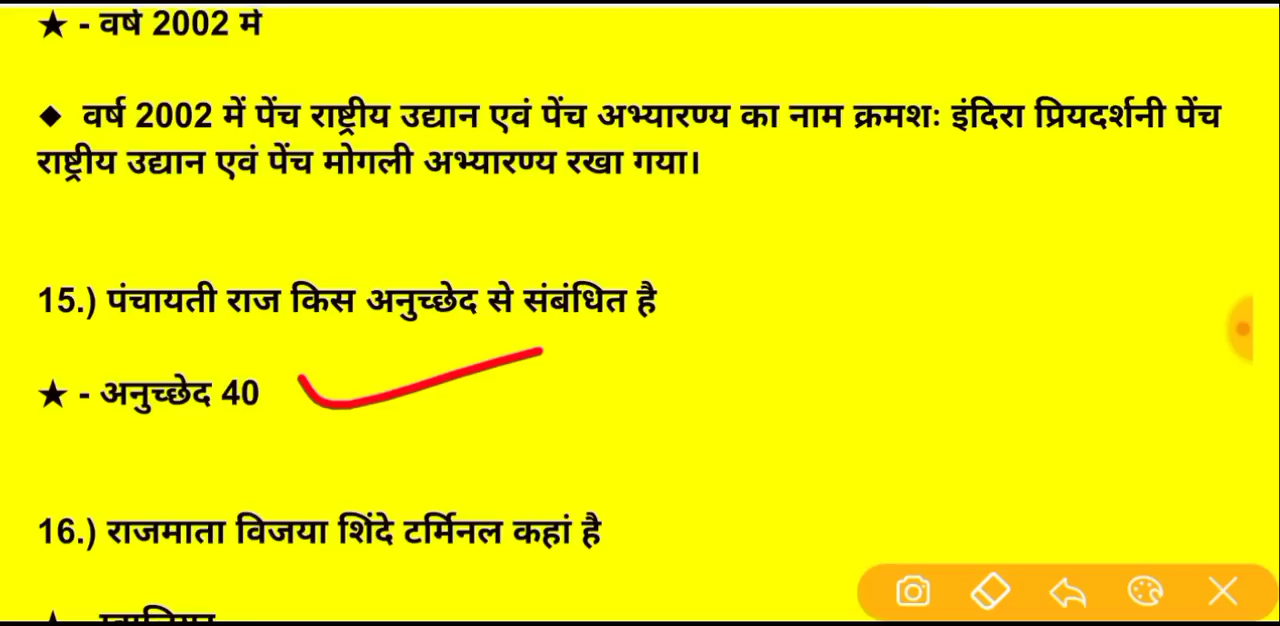 ★ - वर्ष 2002 में
◆ वर्ष 2002 में पेंच राष्ट्रीय उद्यान एवं पेंच अभ्यारण्य का नाम क्रमशः इंदिरा प्रियदर्शनी पेंच
राष्ट्रीय उद्यान एवं पेंच मोगली अभ्यारण्य रखा गया।
15.) पंचायती राज किस अनुच्छेद से संबंधित है
★ - अनुच्छेद 40
16.) राजमाता विजया शिंदे टर्मिनल कहां है